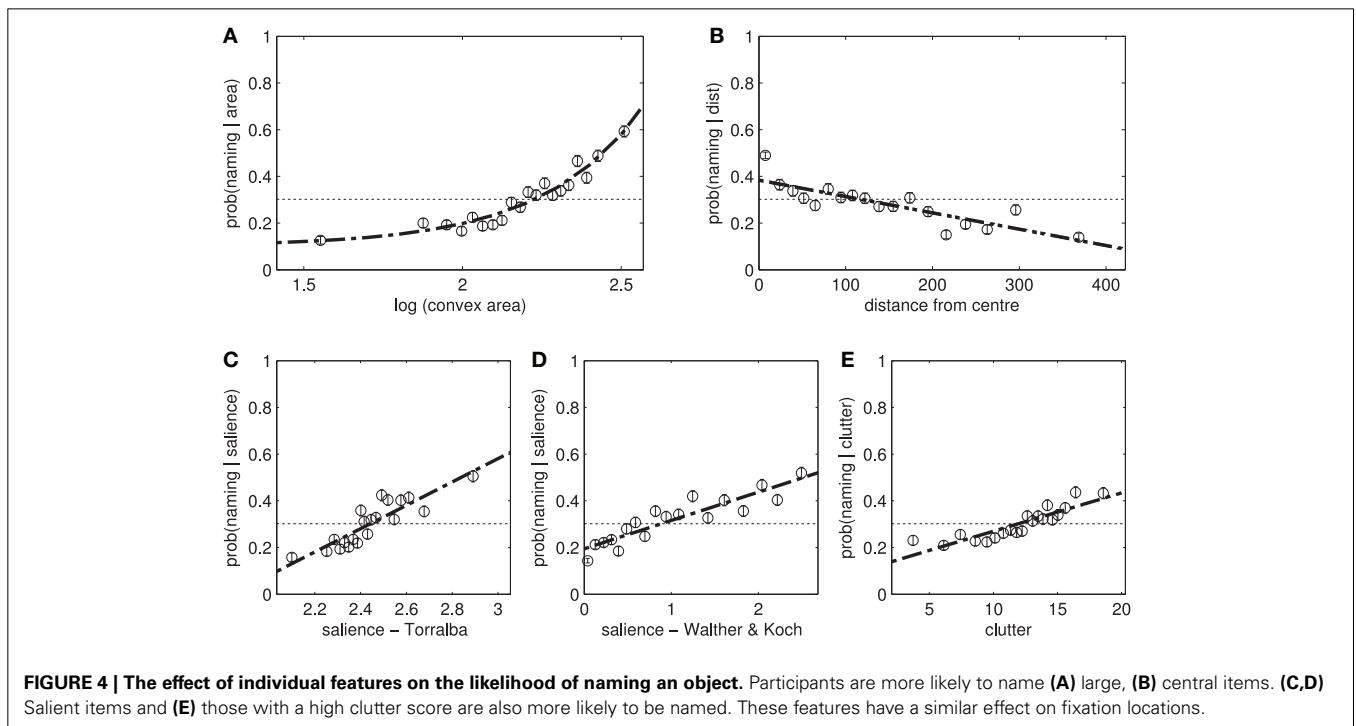 A
1
0.8
0.6
0.4
0.2
0
prob(naming | area)
1.5
2
2.5
log (convex area)
B
1
0.8
0.6
0.4
0.2
0
prob(naming | dist)
0
100
200
300
400
distance from centre
C
1
0.8
0.6
0.4
0.2
0
prob(naming | salience)
2.2
2.4
2.6
2.8
3
salience – Torralba
D
1
0.8
0.6
0.4
0.2
0
prob(naming | salience)
0
1
2
salience – Walther & Koch
E
1
0.8
0.6
0.4
0.2
0
prob(naming | clutter)
5
10
15
20
clutter
FIGURE 4 | The effect of individual features on the likelihood of naming an object. Participants are more likely to name (A) large, (B) central items. (C,D)
Salient items and (E) those with a high clutter score are also more likely to be named. These features have a similar effect on fixation locations.